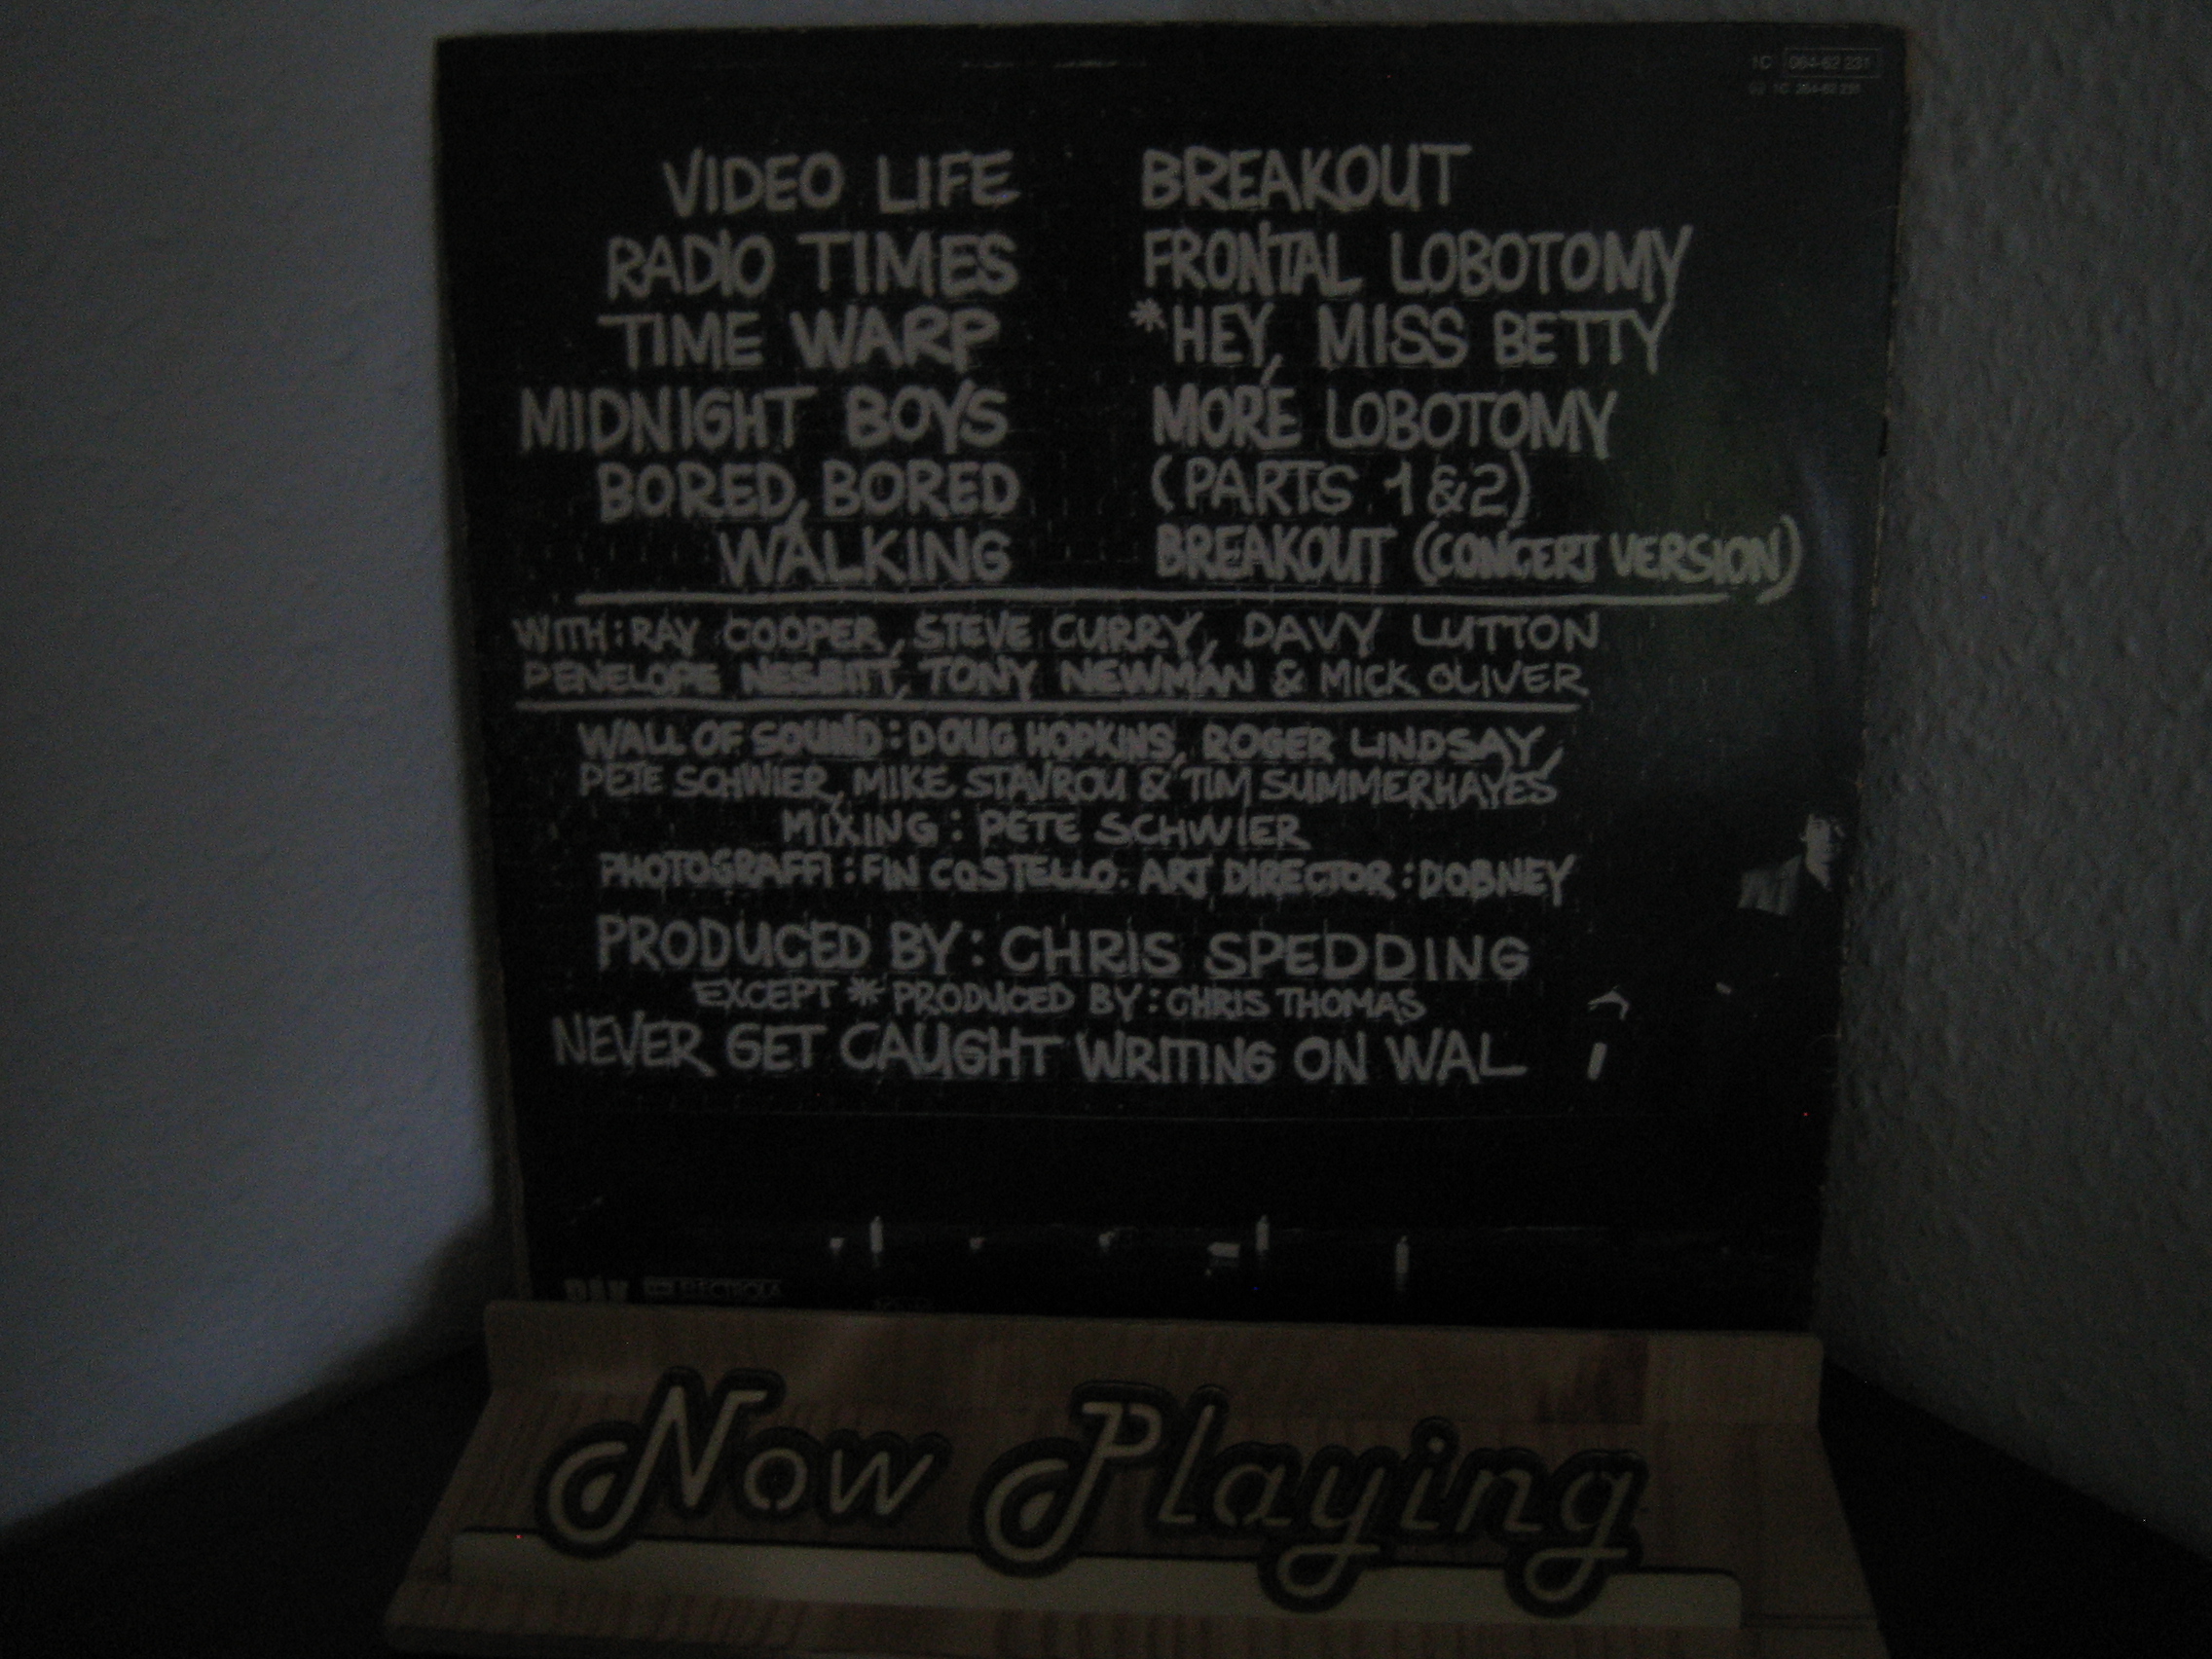 1C 064-62 231
VIDEO LIFE
RADIO TIMES
TIME WARP
MIDNIGHT BOYS
BORED, BORED
WALKING
BREAKOUT
FRONTAL LOBOTOMY
*HEY, MISS BETTY
MORE LOBOTOMY
(PARTS 1 & 2)
BREAKOUT (CONCERT VERSION)
WITH: RAY COOPER, STEVE CURRY, DAVY LUTTON
PENELOPE NESBITT, TONY NEWMAN & MICK OLIVER
WALL OF SOUND: DOUG HOPKINS, ROGER LINDSAY,
PETE SCHWIER, MIKE STAVROU & TIM SUMMERHAYES
MIXING: PETE SCHWIER
PHOTOGRAFFI: FIN COSTELLO. ART DIRECTOR: DOBNEY
PRODUCED BY: CHRIS SPEDDING
EXCEPT * PRODUCED BY: CHRIS THOMAS
NEVER GET CAUGHT WRITING ON WAL
ELECTROLA
Now Playing